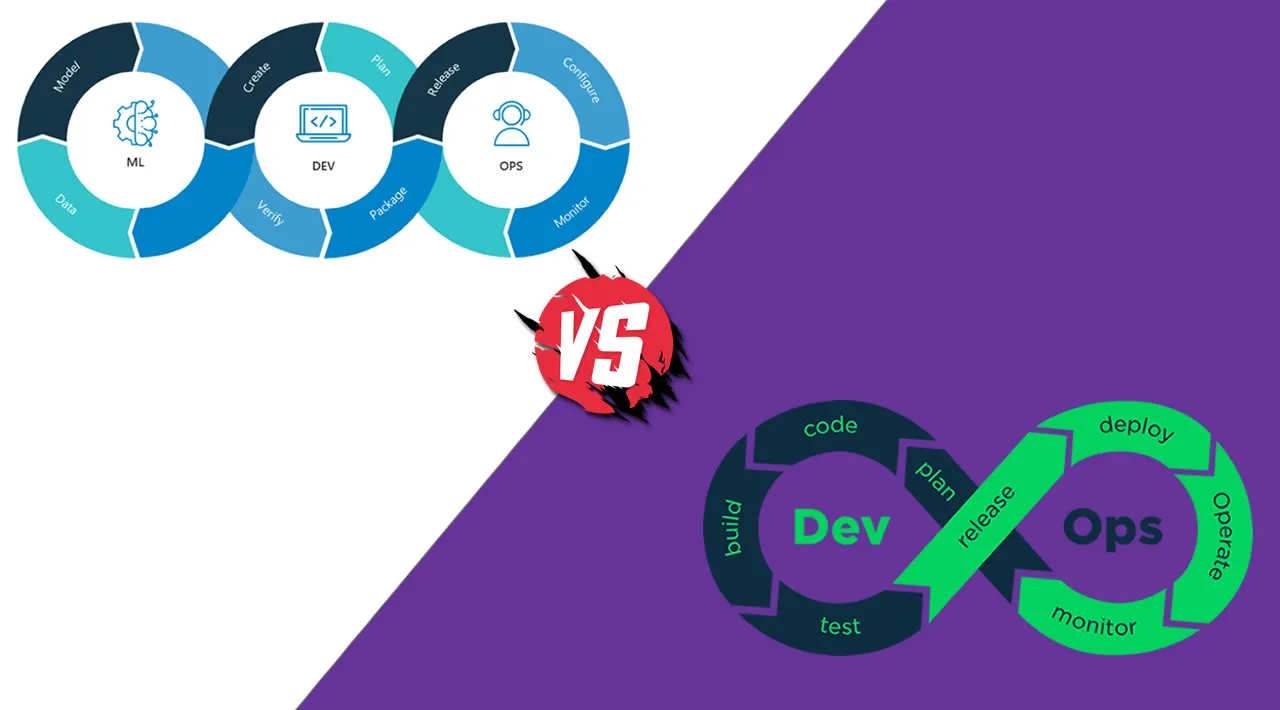 Model
Data
ML
Create
Plan
DEV
Verify
Package
Release
Configure
OPS
Monitor
VS
code
plan
build
Dev
test
release
deploy
Ops
Operate
monitor